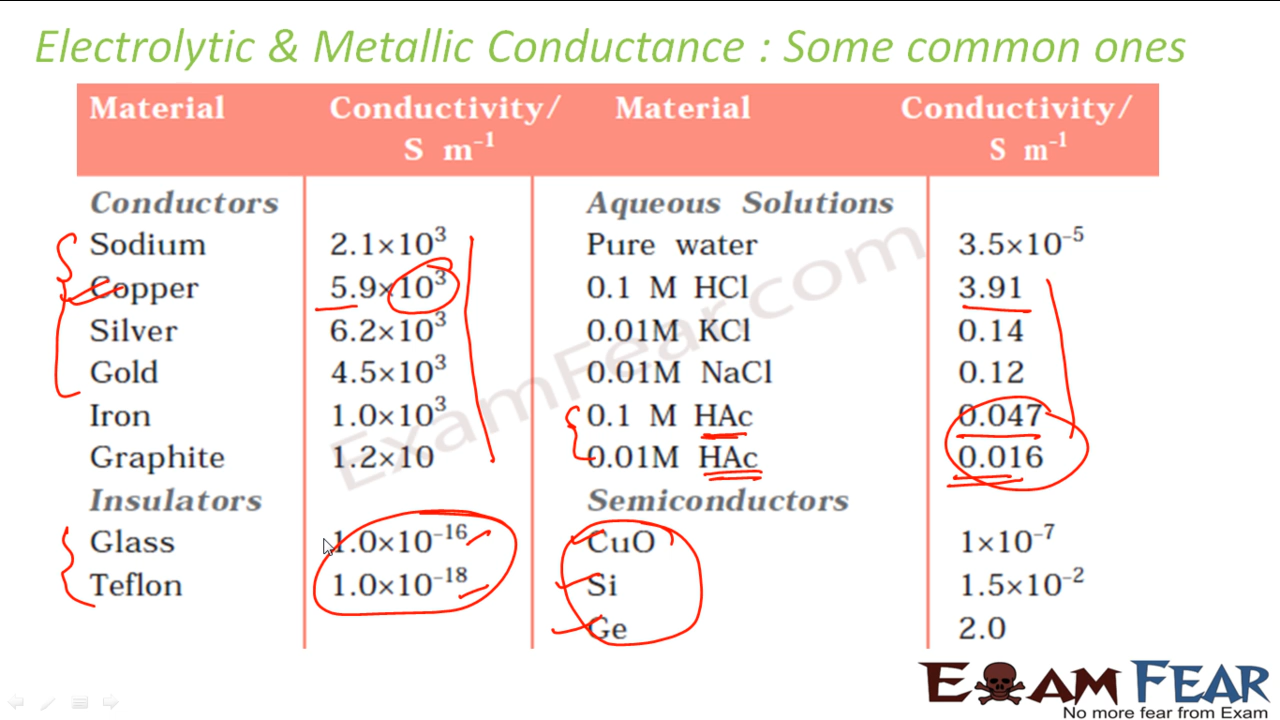 Electrolytic & Metallic Conductance : Some common ones
Material Conductivity/ Material Conductivity/
S m⁻¹ S m⁻¹
Conductors Aqueous Solutions
Sodium 2.1×10³ Pure water 3.5×10⁻⁵
Copper 5.9×10³ 0.1 M HCl 3.91
Silver 6.2×10³ 0.01M KCl 0.14
Gold 4.5×10³ 0.01M NaCl 0.12
Iron 1.0×10³ 0.1 M HAc 0.047
Graphite 1.2×10 0.01M HAc 0.016
Insulators Semiconductors
Glass 1.0×10⁻¹⁶ CuO 1×10⁻⁷
Teflon 1.0×10⁻¹⁸ Si 1.5×10⁻²
Ge 2.0
ExamFear.com
EXAM FEAR
No more fear from Exam